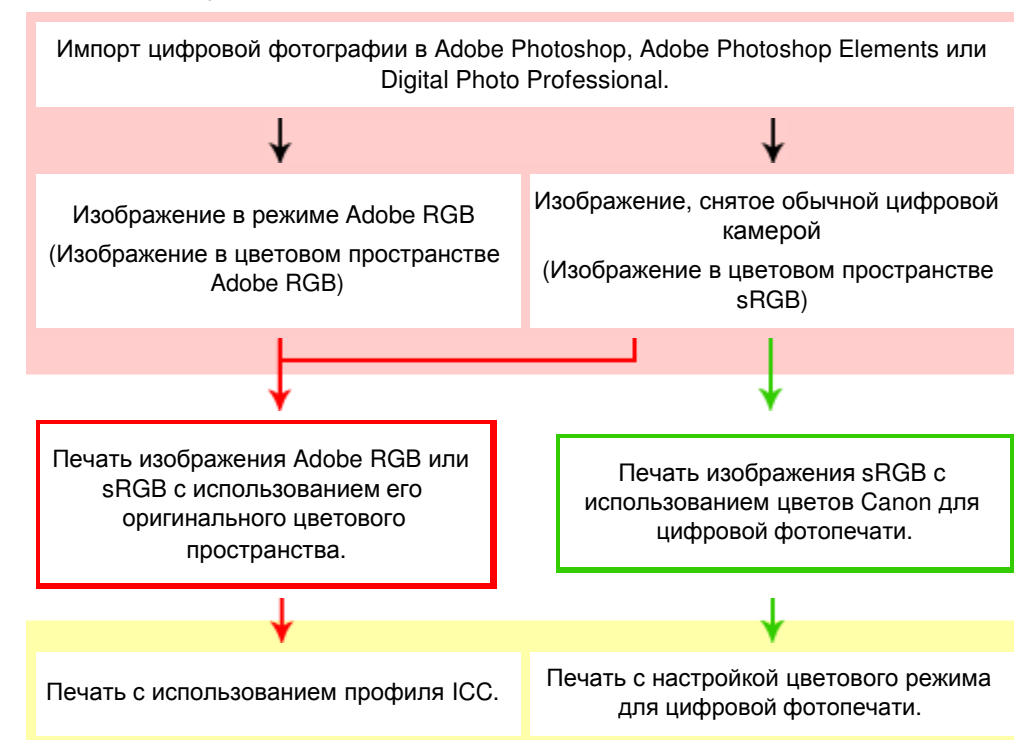 Импорт цифровой фотографии в Adobe Photoshop, Adobe Photoshop Elements или
Digital Photo Professional.
Изображение в режиме Adobe RGB
(Изображение в цветовом пространстве
Adobe RGB)
Изображение, снятое обычной цифровой
камерой
(Изображение в цветовом пространстве
sRGB)
Печать изображения Adobe RGB или
sRGB с использованием его
оригинального цветового
пространства.
Печать изображения sRGB с
использованием цветов Canon для
цифровой фотопечати.
Печать с использованием профиля ICC.
Печать с настройкой цветового режима
для цифровой фотопечати.